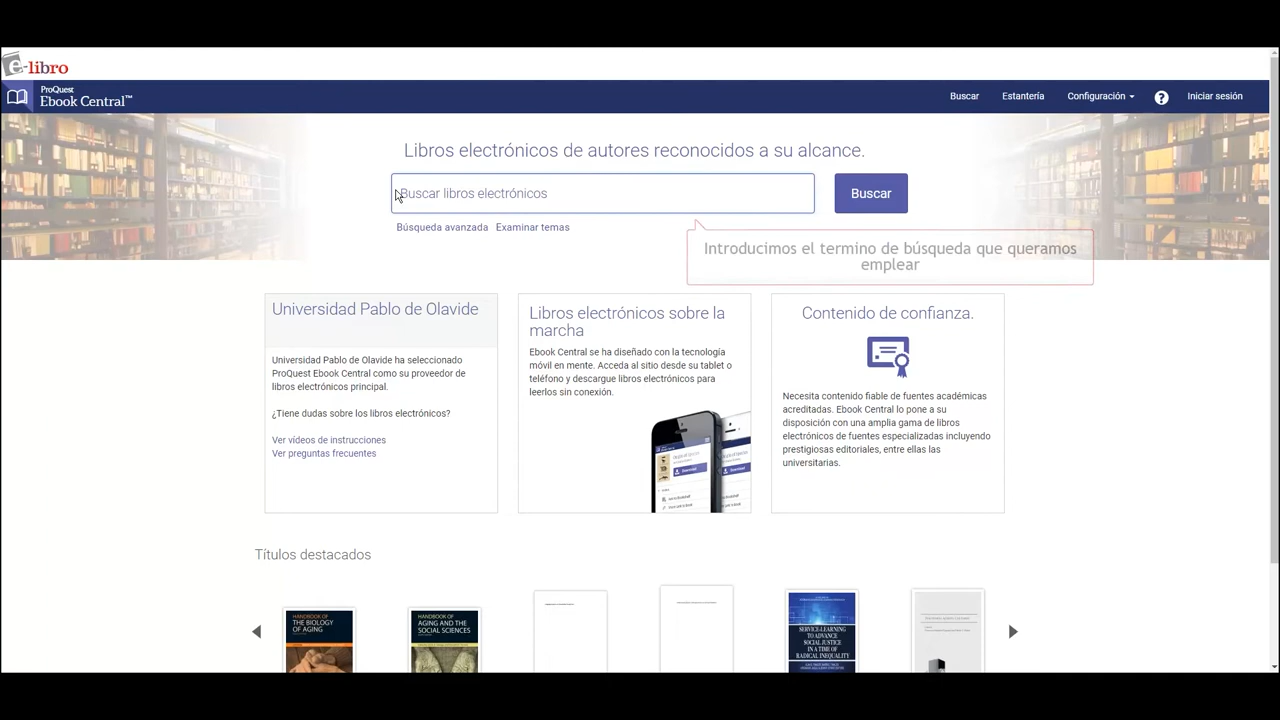 e-libro
ProQuest
Ebook Central™
Buscar
Estantería
Configuración
?
Iniciar sesión
Libros electrónicos de autores reconocidos a su alcance.
Buscar libros electrónicos
Buscar
Búsqueda avanzada
Examinar temas
Introducimos el termino de búsqueda que queramos
emplear
Universidad Pablo de Olavide
Universidad Pablo de Olavide ha seleccionado
ProQuest Ebook Central como su proveedor de
libros electrónicos principal.
¿Tiene dudas sobre los libros electrónicos?
Ver vídeos de instrucciones
Ver preguntas frecuentes
Libros electrónicos sobre la
marcha
Ebook Central se ha diseñado con la tecnología
móvil en mente. Acceda al sitio desde su tablet o
teléfono y descargue libros electrónicos para
leerlos sin conexión.
Contenido de confianza.
Necesita contenido fiable de fuentes académicas
acreditadas. Ebook Central lo pone a su
disposición con una amplia gama de libros
electrónicos de fuentes especializadas incluyendo
prestigiosas editoriales, entre ellas las
universitarias.
Títulos destacados
HANDBOOK OF
THE BIOLOGY
OF AGING
HANDBOOK OF
AGING AND THE
SOCIAL SCIENCES
SERVICE-LEARNING
TO ADVANCE
SOCIAL JUSTICE
IN A TIME OF
RADICAL INEQUALITY